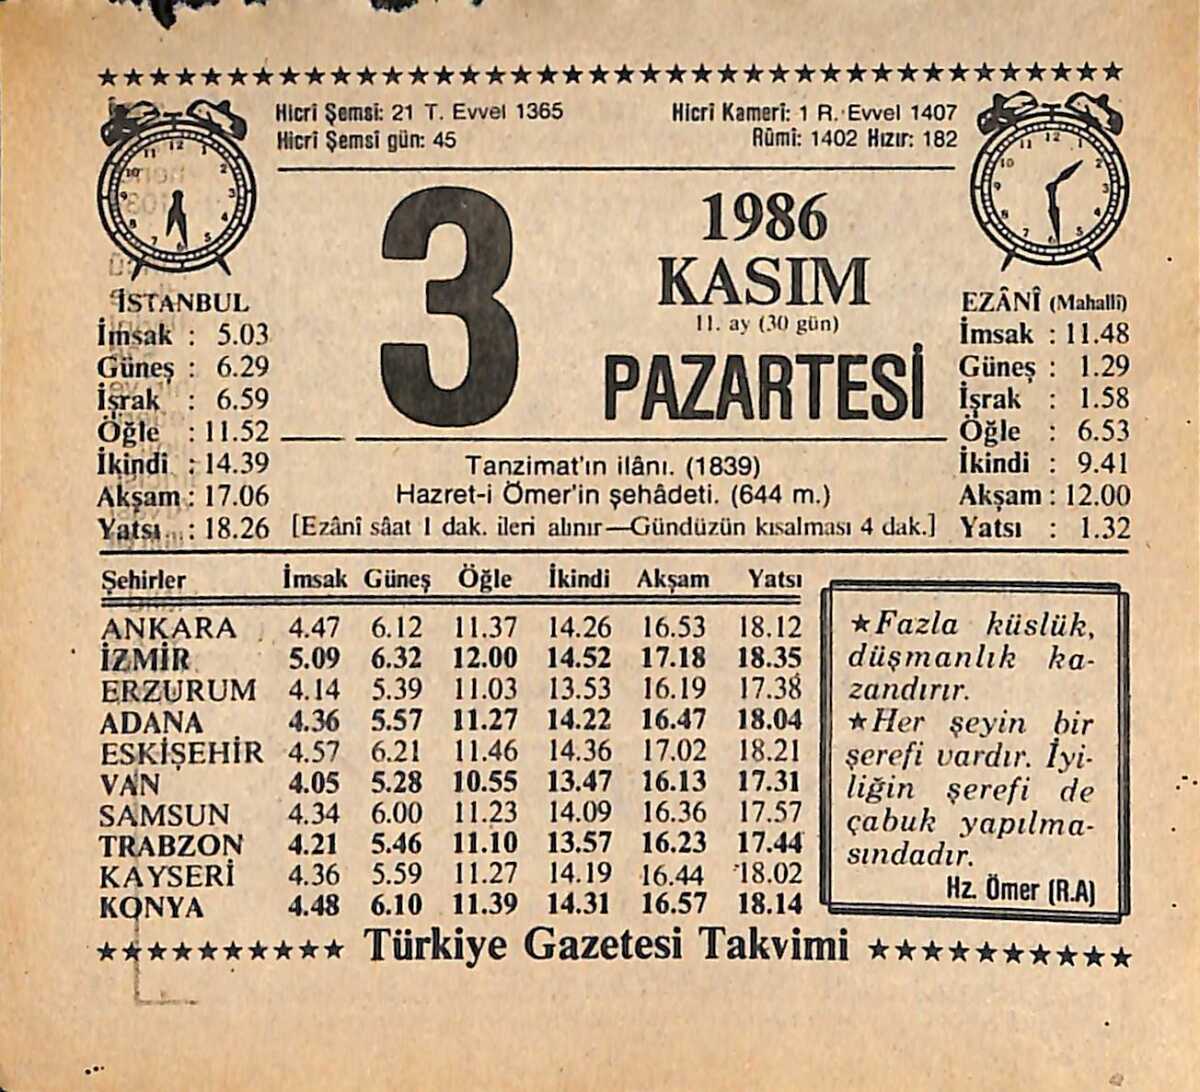 Hicrî Şemsî: 21 T. Evvel 1365
Hicrî Şemsî gün: 45
Hicrî Kamerî: 1 R. Evvel 1407
Rûmî: 1402 Hızır: 182
3
1986
KASIM
11. ay (30 gün)
PAZARTESİ
İSTANBUL
İmsak : 5.03
Güneş : 6.29
İşrak : 6.59
Öğle : 11.52
İkindi : 14.39
Akşam : 17.06
Yatsı : 18.26
EZÂNÎ (Mahallî)
İmsak : 11.48
Güneş : 1.29
İşrak : 1.58
Öğle : 6.53
İkindi : 9.41
Akşam : 12.00
Yatsı : 1.32
Tanzimat'ın ilânı. (1839)
Hazret-i Ömer'in şehâdeti. (644 m.)
[Ezânî sâat 1 dak. ileri alınır—Gündüzün kısalması 4 dak.]
Şehirler İmsak Güneş Öğle İkindi Akşam Yatsı
ANKARA 4.47 6.12 11.37 14.26 16.53 18.12
İZMİR 5.09 6.32 12.00 14.52 17.18 18.35
ERZURUM 4.14 5.39 11.03 13.53 16.19 17.38
ADANA 4.36 5.57 11.27 14.22 16.47 18.04
ESKİŞEHİR 4.57 6.21 11.46 14.36 17.02 18.21
VAN 4.05 5.28 10.55 13.47 16.13 17.31
SAMSUN 4.34 6.00 11.23 14.09 16.36 17.57
TRABZON 4.21 5.46 11.10 13.57 16.23 17.44
KAYSERİ 4.36 5.59 11.27 14.19 16.44 18.02
KONYA 4.48 6.10 11.39 14.31 16.57 18.14
★Fazla küslük,
düşmanlık ka-
zandırır.
★Her şeyin bir
şerefi vardır. İyi-
liğin şerefi de
çabuk yapılma-
sındadır.
Hz. Ömer (R.A)
Türkiye Gazetesi Takvimi